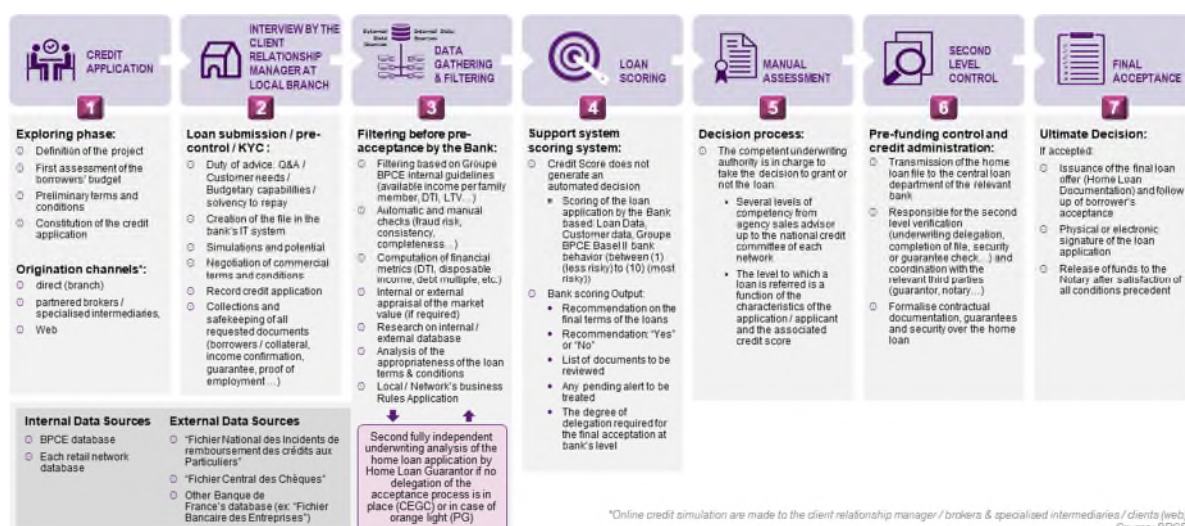 CREDIT
APPLICATION
1
Exploring phase:
Definition of the project
First assessment of the
borrowers' budget
Preliminary terms and
conditions
Constitution of the credit
application
Origination channels*:
direct (branch)
partnered brokers /
specialised intermediaries,
Web
INTERVIEW BY THE
CLIENT
RELATIONSHIP
MANAGER AT
LOCAL BRANCH
2
Loan submission / pre-
control / KYC :
Duty of advice: Q&A /
Customer needs /
Budgetary capabilities /
solvency to repay
Creation of the file in the
bank's IT system
Simulations and potential
Negotiation of commercial
terms and conditions
Record credit application
Collections and
safekeeping of all
requested documents
(borrowers / collateral,
income confirmation,
guarantee, proof of
employment ...)
External Data Sources
Internal Data Sources
DATA
GATHERING
& FILTERING
3
Filtering before pre-
acceptance by the Bank:
Filtering based on Groupe
BPCE internal guidelines
(available income per family
member, DTI, LTV...)
Automatic and manual
checks (fraud risk,
consistency,
completeness...)
Computation of financial
metrics (DTI, disposable
income, debt multiple, etc.)
Internal or external
appraisal of the market
value (if required)
Research on internal /
external database
Analysis of the
appropriateness of the loan
terms & conditions
Local / Network's business
Rules Application
Second fully independent
underwriting analysis of the
home loan application by
Home Loan Guarantor if no
delegation of the
acceptance process is in
place (CEGC) or in case of
orange light (PG)
LOAN
SCORING
4
Support system
scoring system:
Credit Score does not
generate an
automated decision
Scoring of the loan
application by the Bank
based: Loan Data,
Customer data, Groupe
BPCE Basel II bank
behavior (between (1)
(less risky) to (10) (most
risky))
Bank scoring Output:
Recommendation on the
final terms of the loans
Recommendation: "Yes"
or "No"
List of documents to be
reviewed
Any pending alert to be
treated
The degree of
delegation required for
the final acceptation at
bank's level
MANUAL
ASSESSMENT
5
Decision process:
The competent underwriting
authority is in charge to
take the decision to grant or
not the loan.
Several levels of
competency from
agency sales advisor
up to the national credit
committee of each
network
The level to which a
loan is referred is a
function of the
characteristics of the
application / applicant
and the associated
credit score
SECOND
LEVEL
CONTROL
6
Pre-funding control and
credit administration:
Transmission of the home
loan file to the central loan
department of the relevant
bank
Responsible for the second
level verification
(underwriting delegation,
completion of file, security
or guarantee check...) and
coordination with the
relevant third parties
(guarantor, notary...)
Formalise contractual
documentation, guarantees
and security over the home
loan
FINAL
ACCEPTANCE
7
Ultimate Decision:
If accepted:
Issuance of the final loan
offer (Home Loan
Documentation) and follow
up of borrower's
acceptance
Physical or electronic
signature of the loan
application
Release of funds to the
Notary after satisfaction of
all conditions precedent
Internal Data Sources
BPCE database
Each retail network
database
External Data Sources
"Fichier National des Incidents de
remboursement des crédits aux
Particuliers"
"Fichier Central des Chèques"
Other Banque de
France's database (ex: "Fichier
Bancaire des Entreprises")
*Online credit simulation are made to the client relationship manager / brokers & specialised intermediaries / clients (web)